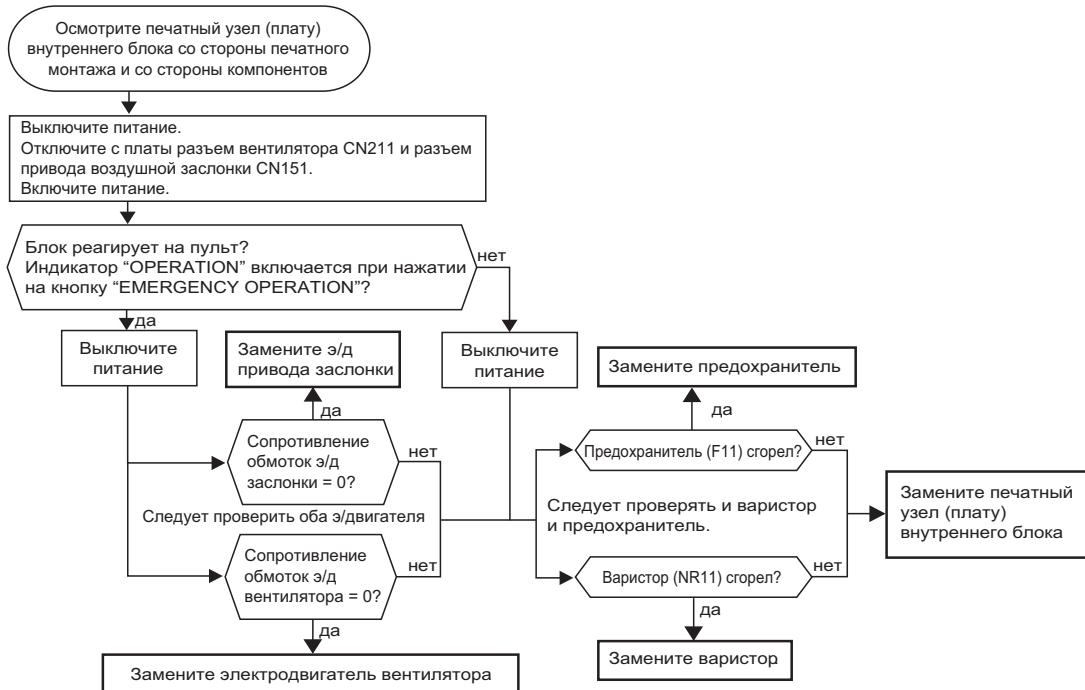 Осмотрите печатный узел (плату)
внутреннего блока со стороны печатного
монтажа и со стороны компонентов
Выключите питание.
Отключите с платы разъем вентилятора CN211 и разъем
привода воздушной заслонки CN151.
Включите питание.
Блок реагирует на пульт?
Индикатор “OPERATION” включается при нажатии
на кнопку “EMERGENCY OPERATION”?
нет
да
Выключите
питание
Замените э/д
привода заслонки
Выключите
питание
Замените предохранитель
да
да
Сопротивление
обмоток э/д
заслонки = 0?
нет
Предохранитель (F11) сгорел?
нет
Следует проверить оба э/двигателя
Следует проверять и варистор
и предохранитель.
Замените печатный
узел (плату)
внутреннего блока
Сопротивление
обмоток э/д
вентилятора = 0?
нет
Варистор (NR11) сгорел?
нет
да
да
Замените электродвигатель вентилятора
Замените варистор